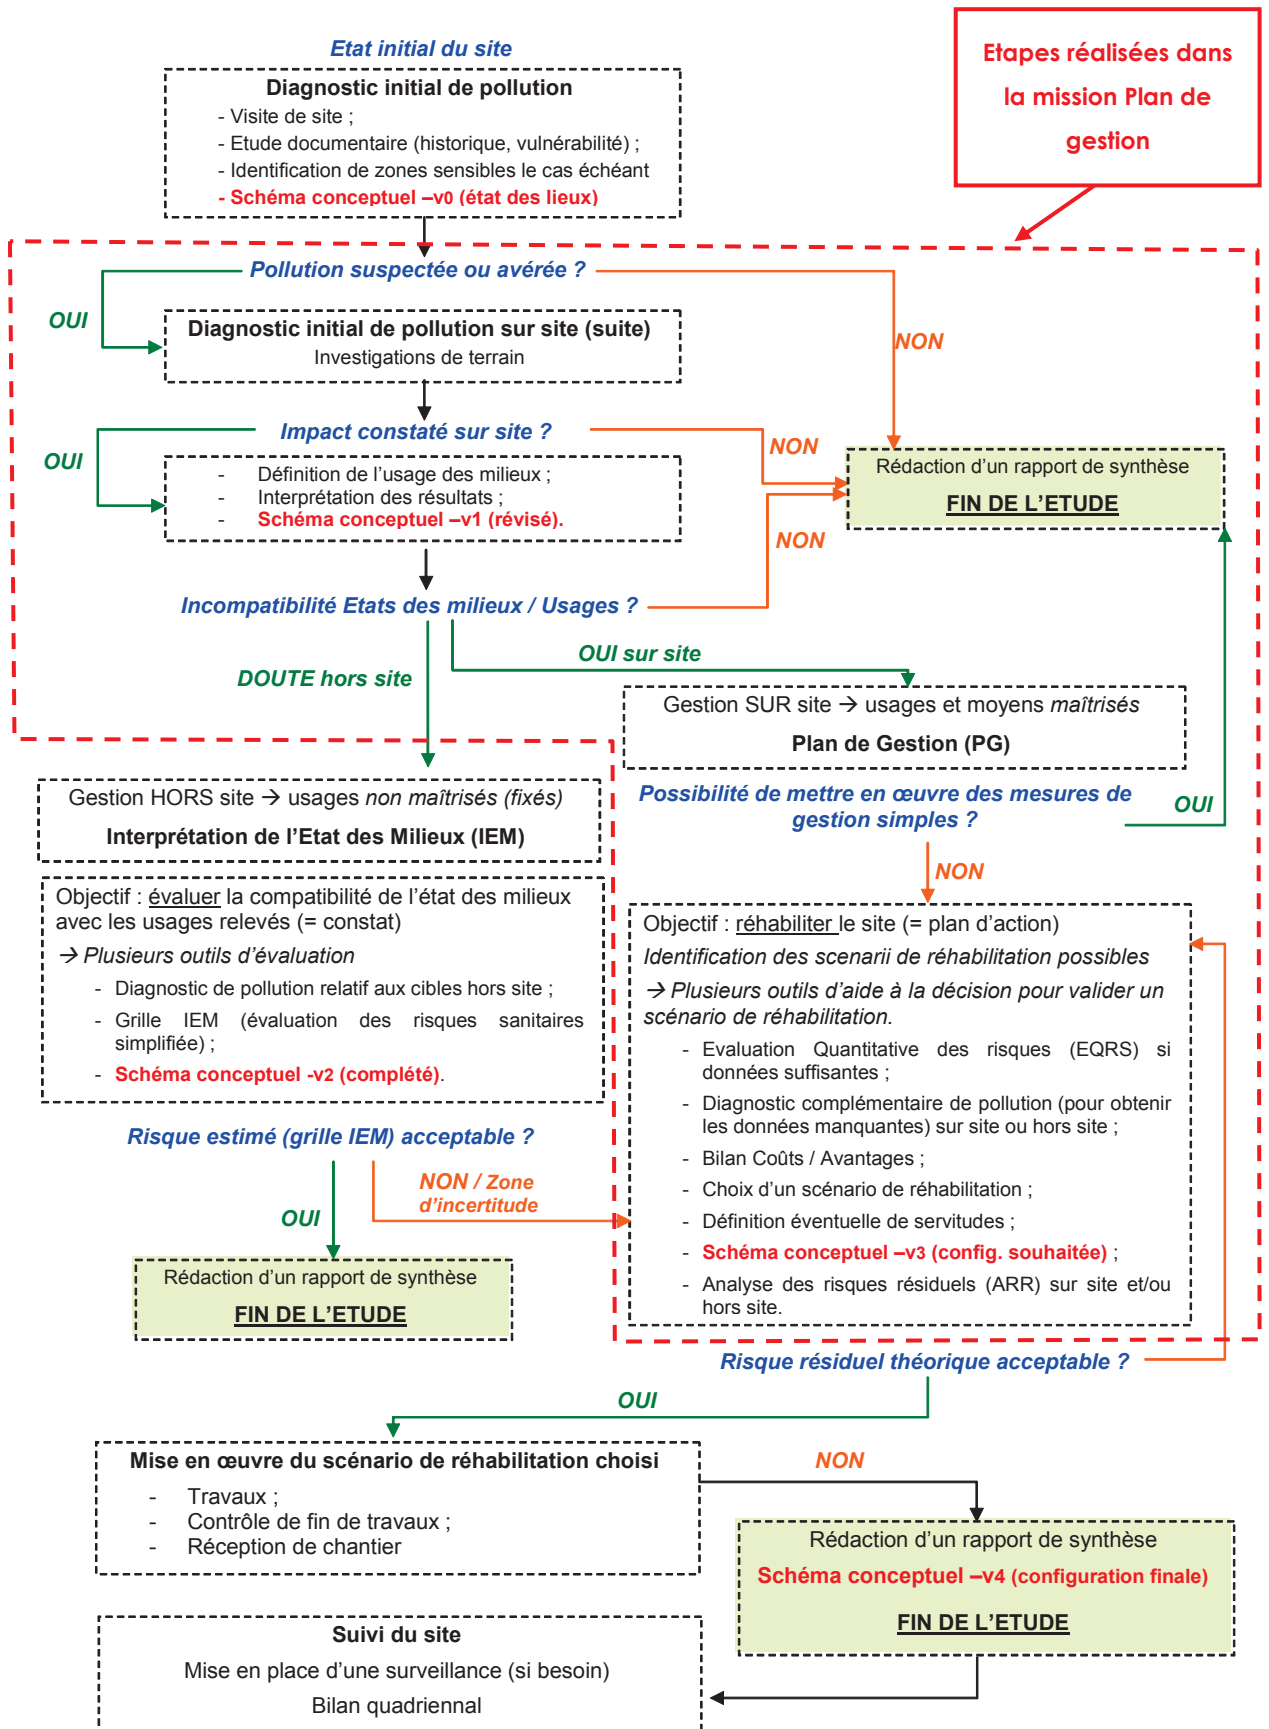 Etat initial du site
Etapes réalisées dans
la mission Plan de
gestion
Diagnostic initial de pollution
- Visite de site ;
- Etude documentaire (historique, vulnérabilité) ;
- Identification de zones sensibles le cas échéant
- Schéma conceptuel –v0 (état des lieux)
Pollution suspectée ou avérée ?
OUI
NON
Diagnostic initial de pollution sur site (suite)
Investigations de terrain
Impact constaté sur site ?
OUI
NON
- Définition de l'usage des milieux ;
- Interprétation des résultats ;
- Schéma conceptuel –v1 (révisé).
Rédaction d'un rapport de synthèse
FIN DE L'ETUDE
NON
Incompatibilité Etats des milieux / Usages ?
OUI sur site
DOUTE hors site
Gestion SUR site → usages et moyens maîtrisés
Plan de Gestion (PG)
Gestion HORS site → usages non maîtrisés (fixés)
Interprétation de l'Etat des Milieux (IEM)
Possibilité de mettre en œuvre des mesures de
gestion simples ?
OUI
NON
Objectif : évaluer la compatibilité de l'état des milieux
avec les usages relevés (= constat)
→ Plusieurs outils d'évaluation
- Diagnostic de pollution relatif aux cibles hors site ;
- Grille IEM (évaluation des risques sanitaires
simplifiée) ;
- Schéma conceptuel -v2 (complété).
Objectif : réhabiliter le site (= plan d'action)
Identification des scenarii de réhabilitation possibles
→ Plusieurs outils d'aide à la décision pour valider un
scénario de réhabilitation.
- Evaluation Quantitative des risques (EQRS) si
données suffisantes ;
- Diagnostic complémentaire de pollution (pour obtenir
les données manquantes) sur site ou hors site ;
- Bilan Coûts / Avantages ;
- Choix d'un scénario de réhabilitation ;
- Définition éventuelle de servitudes ;
- Schéma conceptuel –v3 (config. souhaitée) ;
- Analyse des risques résiduels (ARR) sur site et/ou
hors site.
Risque estimé (grille IEM) acceptable ?
NON / Zone
d'incertitude
OUI
Rédaction d'un rapport de synthèse
FIN DE L'ETUDE
Risque résiduel théorique acceptable ?
OUI
Mise en œuvre du scénario de réhabilitation choisi
- Travaux ;
- Contrôle de fin de travaux ;
- Réception de chantier
NON
Rédaction d'un rapport de synthèse
Schéma conceptuel –v4 (configuration finale)
FIN DE L'ETUDE
Suivi du site
Mise en place d'une surveillance (si besoin)
Bilan quadriennal